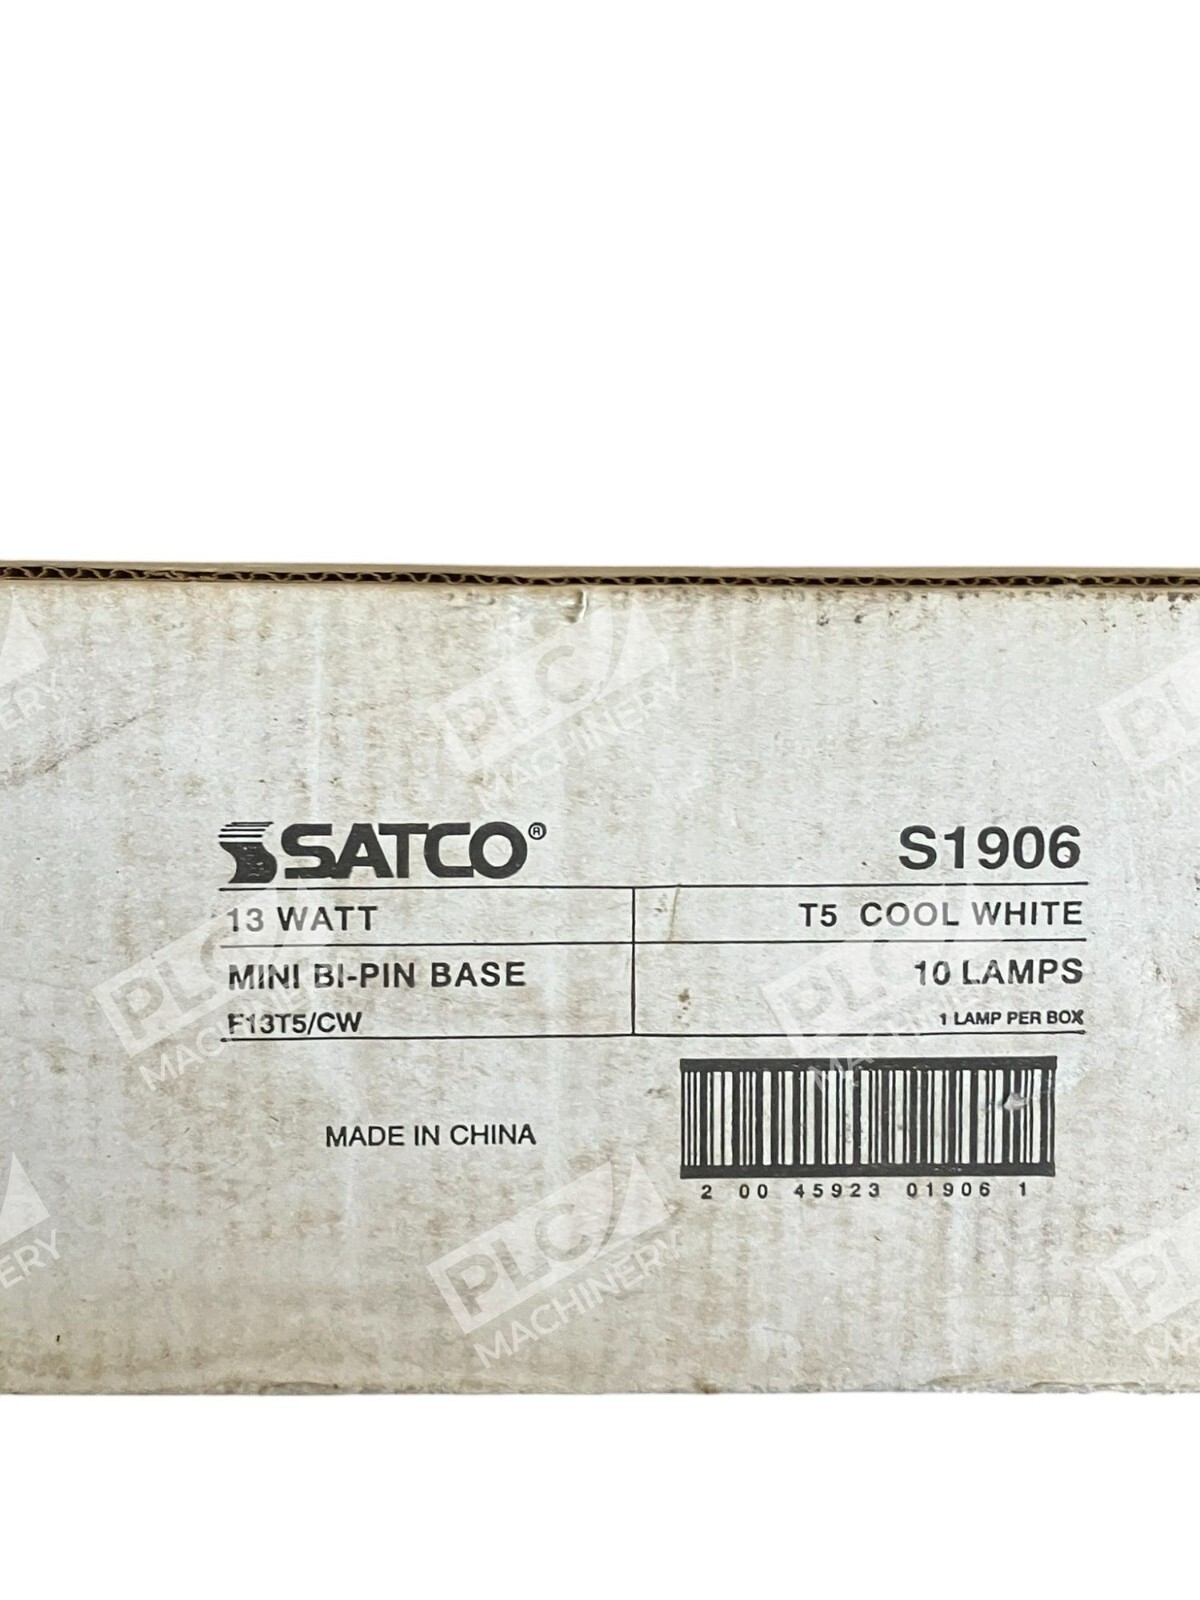 SATCO® S1906
13 WATT T5 COOL WHITE
MINI BI-PIN BASE 10 LAMPS
F13T5/CW 1 LAMP PER BOX
MADE IN CHINA
2 00 45923 01906 1
PLC MACHINERY